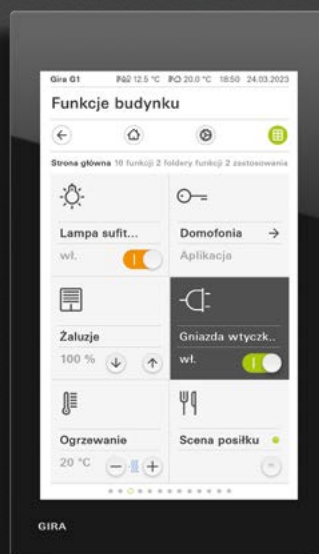 Gira G1 12.5 °C 20.0 °C 18:50 24.03.2023
Funkcje budynku
Strona główna 16 funkcji 2 foldery funkcji 2 zastosowania
Lampa sufit...
wł.
Domofonia →
Aplikacja
Żaluzje
100 %
Gniazda wtyczk..
wł.
Ogrzewanie
20 °C
Scena posiłku
GIRA